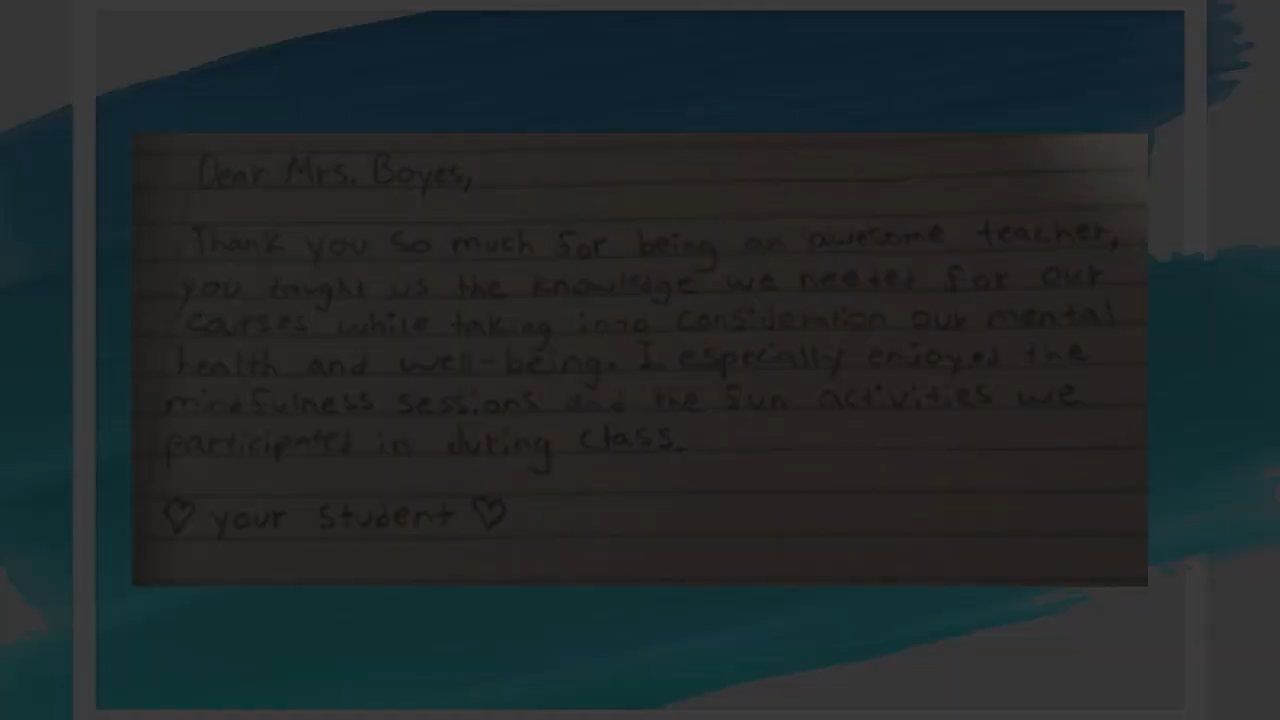 Dear Mrs. Boyes,
Thank you so much for being an awesome teacher,
you taught us the knowledge we needed for our
carses while taking into consideration our mental
health and well-being. I especially enjoyed the
mindfulness sessions and the fun activities we
participated in during class.
♡ your student ♡